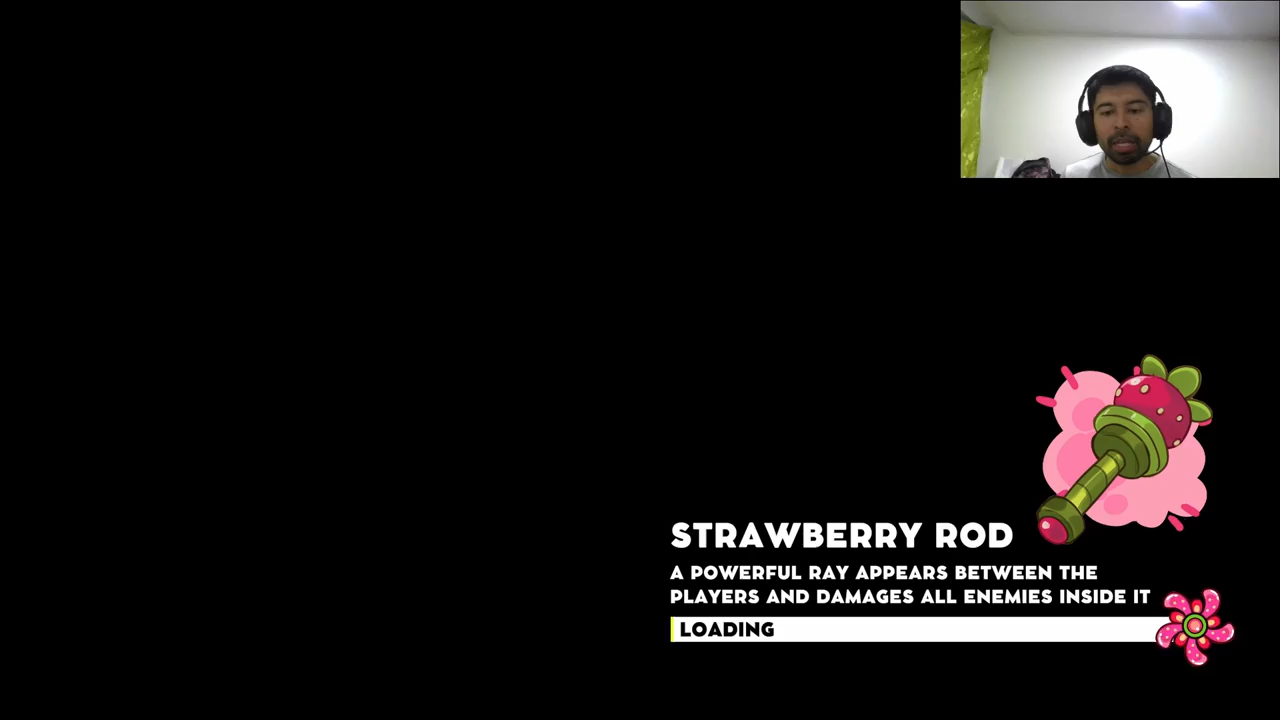 STRAWBERRY ROD
A POWERFUL RAY APPEARS BETWEEN THE
PLAYERS AND DAMAGES ALL ENEMIES INSIDE IT
LOADING